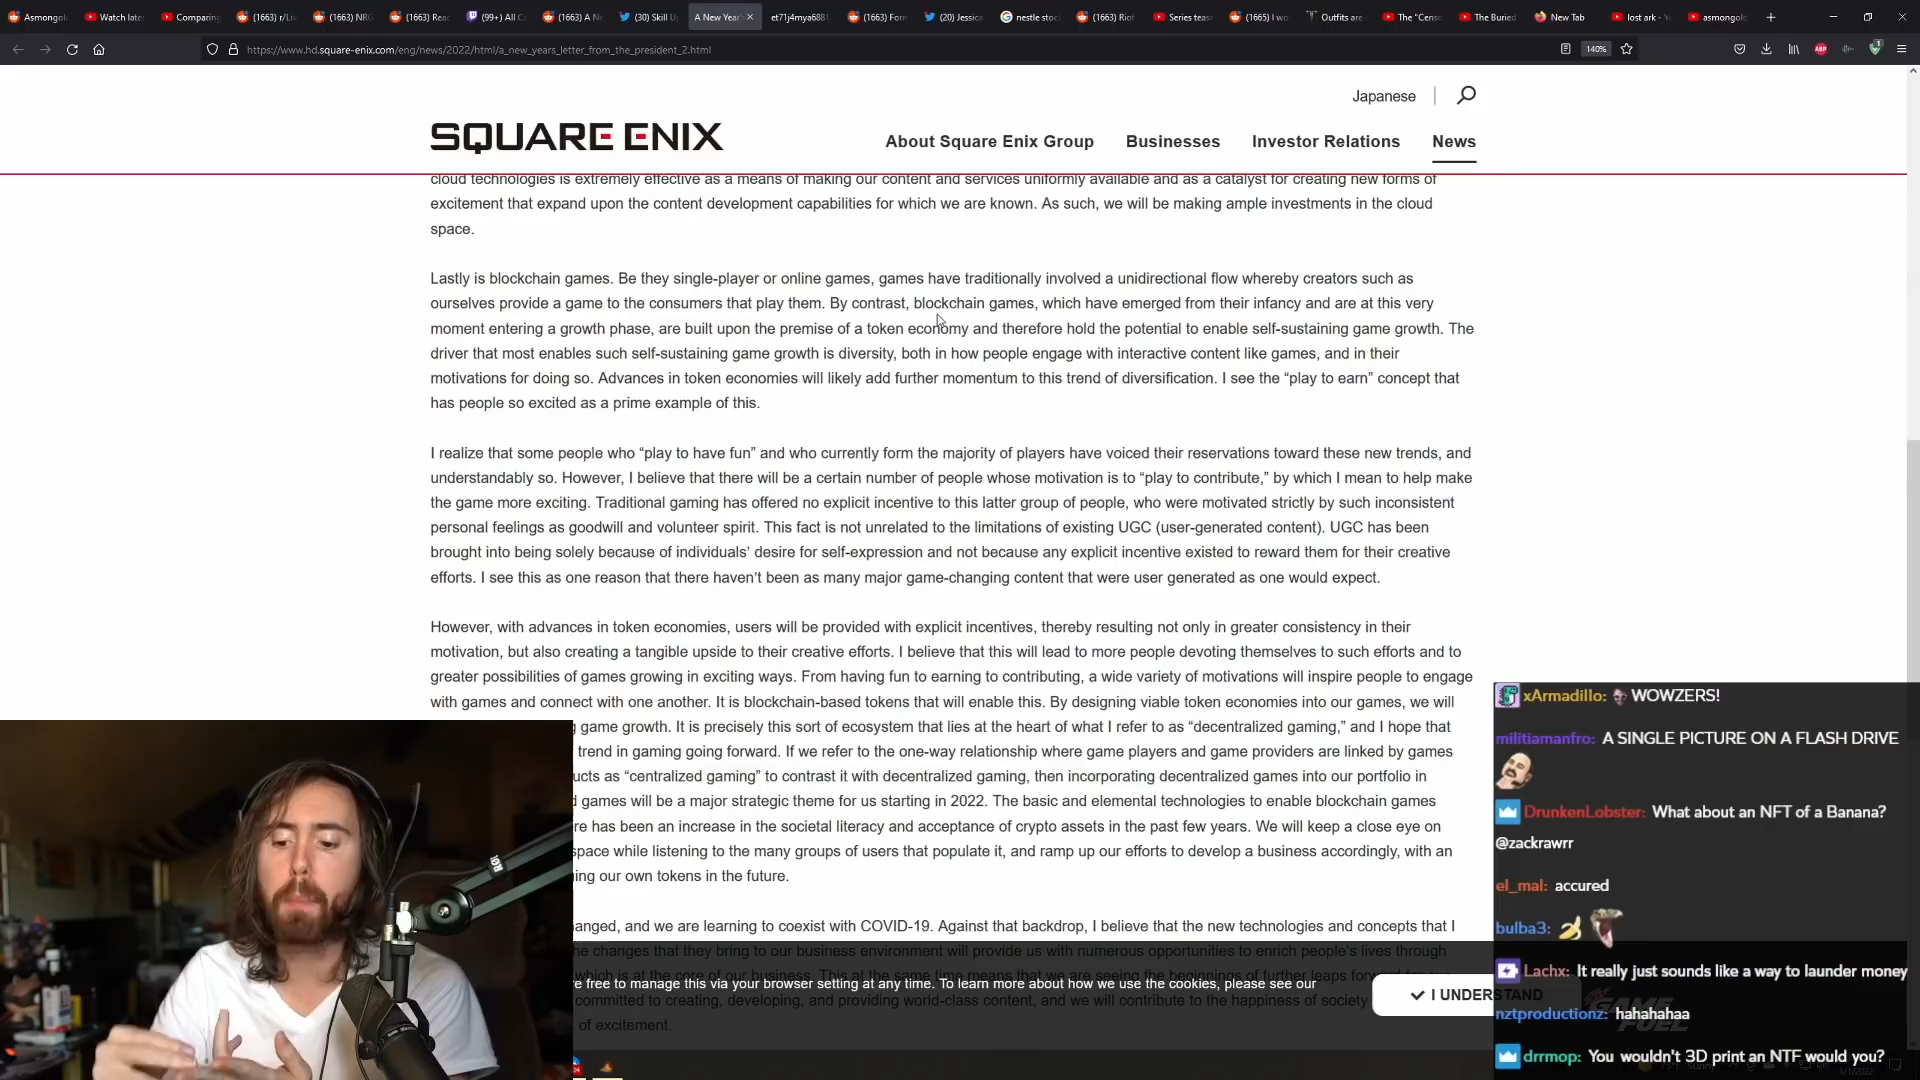 Asmongol
Watch late
Comparing
(1663) r/Liv
(1663) NRG
(1663) Reac
(99+) All C
(1663) A Ne
(30) Skill Up
A New Year'
et71j4mya6881
(1663) Forr
(20) Jessica
nestle stoc
(1663) Riot
Series teas
(1665) I wo
Outfits are
The "Cens
The Buried
New Tab
lost ark - Y
asmongol
https://www.hd.square-enix.com/eng/news/2022/html/a_new_years_letter_from_the_president_2.html
140%
ABP
1
Japanese
SQUARE ENIX
About Square Enix Group
Businesses
Investor Relations
News
cloud technologies is extremely effective as a means of making our content and services uniformly available and as a catalyst for creating new forms of
excitement that expand upon the content development capabilities for which we are known. As such, we will be making ample investments in the cloud
space.
Lastly is blockchain games. Be they single-player or online games, games have traditionally involved a unidirectional flow whereby creators such as
ourselves provide a game to the consumers that play them. By contrast, blockchain games, which have emerged from their infancy and are at this very
moment entering a growth phase, are built upon the premise of a token economy and therefore hold the potential to enable self-sustaining game growth. The
driver that most enables such self-sustaining game growth is diversity, both in how people engage with interactive content like games, and in their
motivations for doing so. Advances in token economies will likely add further momentum to this trend of diversification. I see the “play to earn” concept that
has people so excited as a prime example of this.
I realize that some people who “play to have fun” and who currently form the majority of players have voiced their reservations toward these new trends, and
understandably so. However, I believe that there will be a certain number of people whose motivation is to “play to contribute,” by which I mean to help make
the game more exciting. Traditional gaming has offered no explicit incentive to this latter group of people, who were motivated strictly by such inconsistent
personal feelings as goodwill and volunteer spirit. This fact is not unrelated to the limitations of existing UGC (user-generated content). UGC has been
brought into being solely because of individuals’ desire for self-expression and not because any explicit incentive existed to reward them for their creative
efforts. I see this as one reason that there haven’t been as many major game-changing content that were user generated as one would expect.
However, with advances in token economies, users will be provided with explicit incentives, thereby resulting not only in greater consistency in their
motivation, but also creating a tangible upside to their creative efforts. I believe that this will lead to more people devoting themselves to such efforts and to
greater possibilities of games growing in exciting ways. From having fun to earning to contributing, a wide variety of motivations will inspire people to engage
with games and connect with one another. It is blockchain-based tokens that will enable this. By designing viable token economies into our games, we will
g game growth. It is precisely this sort of ecosystem that lies at the heart of what I refer to as “decentralized gaming,” and I hope that
trend in gaming going forward. If we refer to the one-way relationship where game players and game providers are linked by games
ucts as “centralized gaming” to contrast it with decentralized gaming, then incorporating decentralized games into our portfolio in
d games will be a major strategic theme for us starting in 2022. The basic and elemental technologies to enable blockchain games
re has been an increase in the societal literacy and acceptance of crypto assets in the past few years. We will keep a close eye on
space while listening to the many groups of users that populate it, and ramp up our efforts to develop a business accordingly, with an
ing our own tokens in the future.
anged, and we are learning to coexist with COVID-19. Against that backdrop, I believe that the new technologies and concepts that I
e changes that they bring to our business environment will provide us with numerous opportunities to enrich people's lives through
which is at the core of our business. This at the same time means that we are seeing the beginnings of further leaps forward for
e free to manage this via your browser setting at any time. To learn more about how we use the cookies, please see our
committed to creating, developing, and providing world-class content, and we will contribute to the happiness of society
of excitement.
I UNDERSTAND
xArmadillo: WOWZERS!
militiamanfro: A SINGLE PICTURE ON A FLASH DRIVE
DrunkenLobster: What about an NFT of a Banana?
@zackrawrr
el_mal: accured
bulba3:
Lachx: It really just sounds like a way to launder money
nztproductionz: hahahahaa
drrmop: You wouldn't 3D print an NTF would you?
GAME
FUEL
1/1/2022